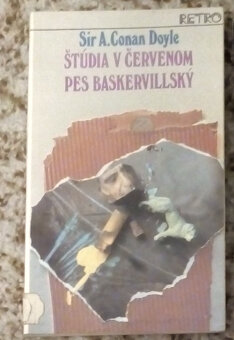 RETRO
Sir A.Conan Doyle
ŠTÚDIA V ČERVENOM
PES BASKERVILLSKÝ